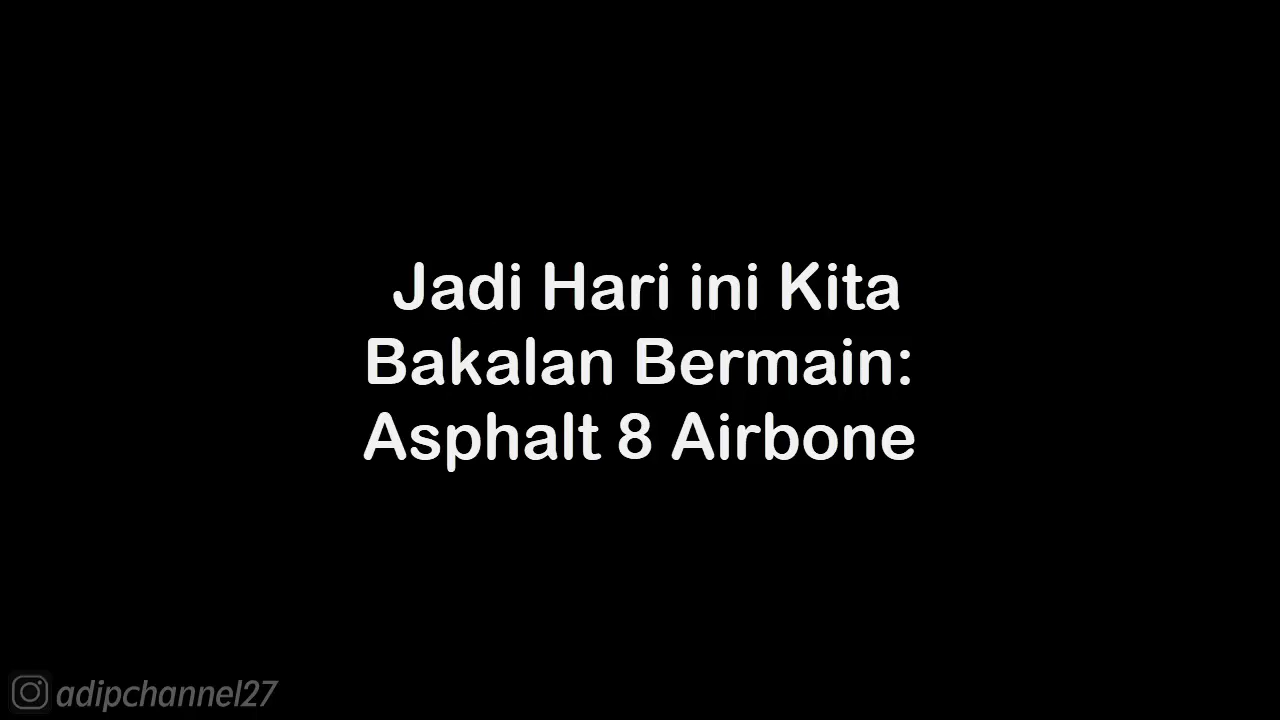 Jadi Hari ini Kita
Bakalan Bermain:
Asphalt 8 Airbone
adipchannel27